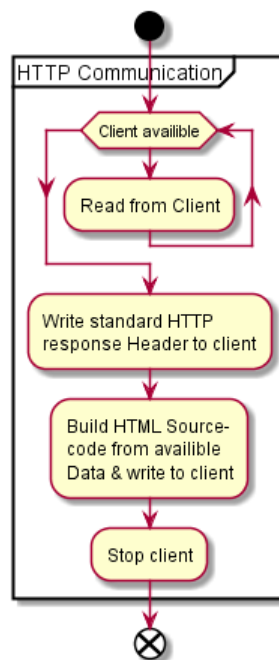 HTTP Communication
Client availible
Read from Client
Write standard HTTP
response Header to client
Build HTML Source-
code from availible
Data & write to client
Stop client